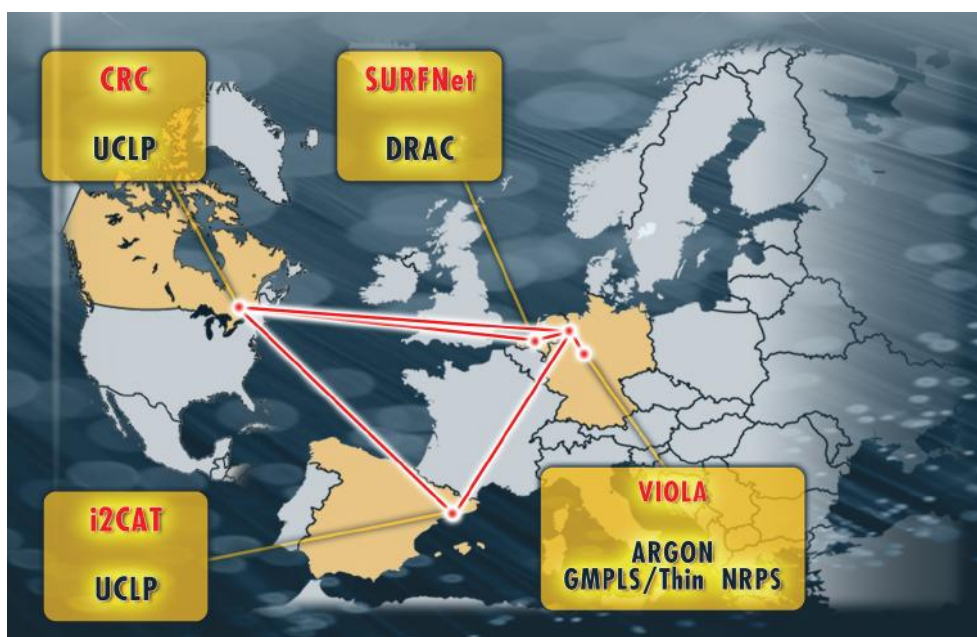 CRC
UCLP
SURFNet
DRAC
i2CAT
UCLP
VIOLA
ARGON
GMPLS/Thin NRPS